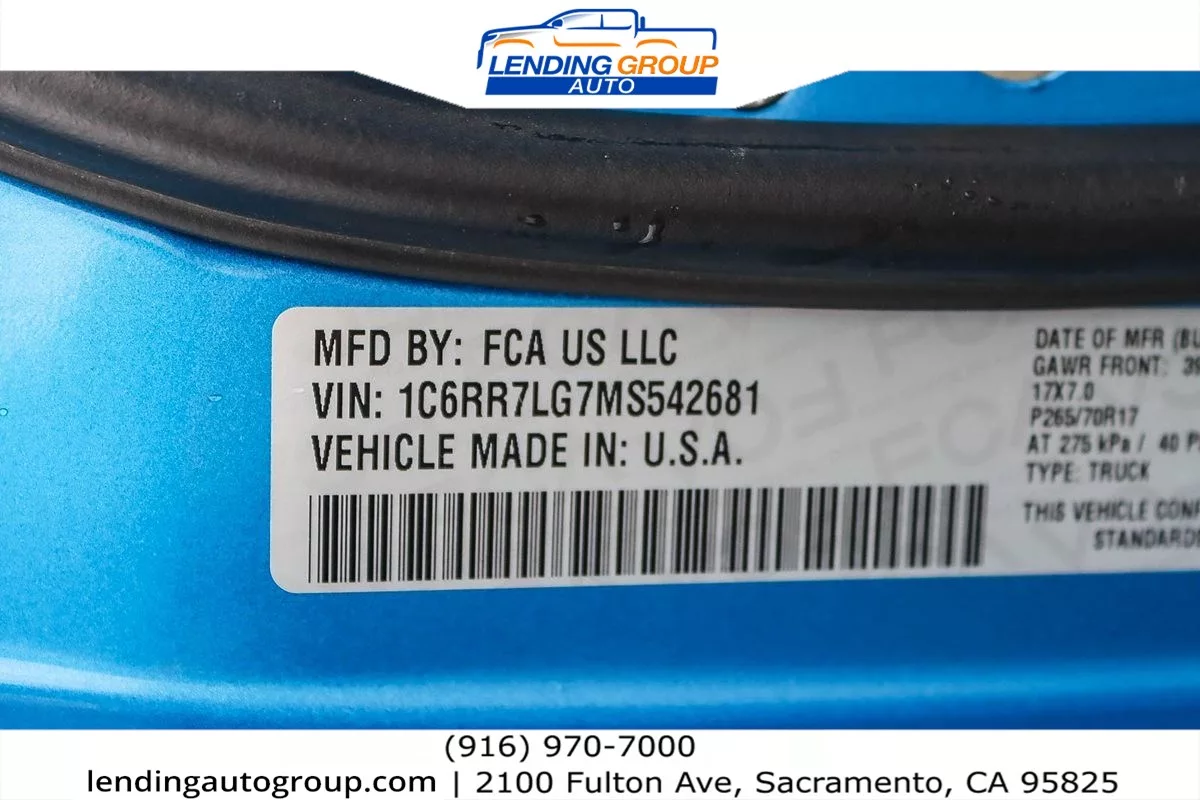 LENDING GROUP
AUTO
MFD BY: FCA US LLC
VIN: 1C6RR7LG7MS542681
VEHICLE MADE IN: U.S.A.
DATE OF MFR
GAWR FRONT:
17X7.0
P265/70R17
AT 275 kPa / 40
TYPE: TRUCK
THIS VEHICLE
(916) 970-7000
lendingautogroup.com | 2100 Fulton Ave, Sacramento, CA 95825